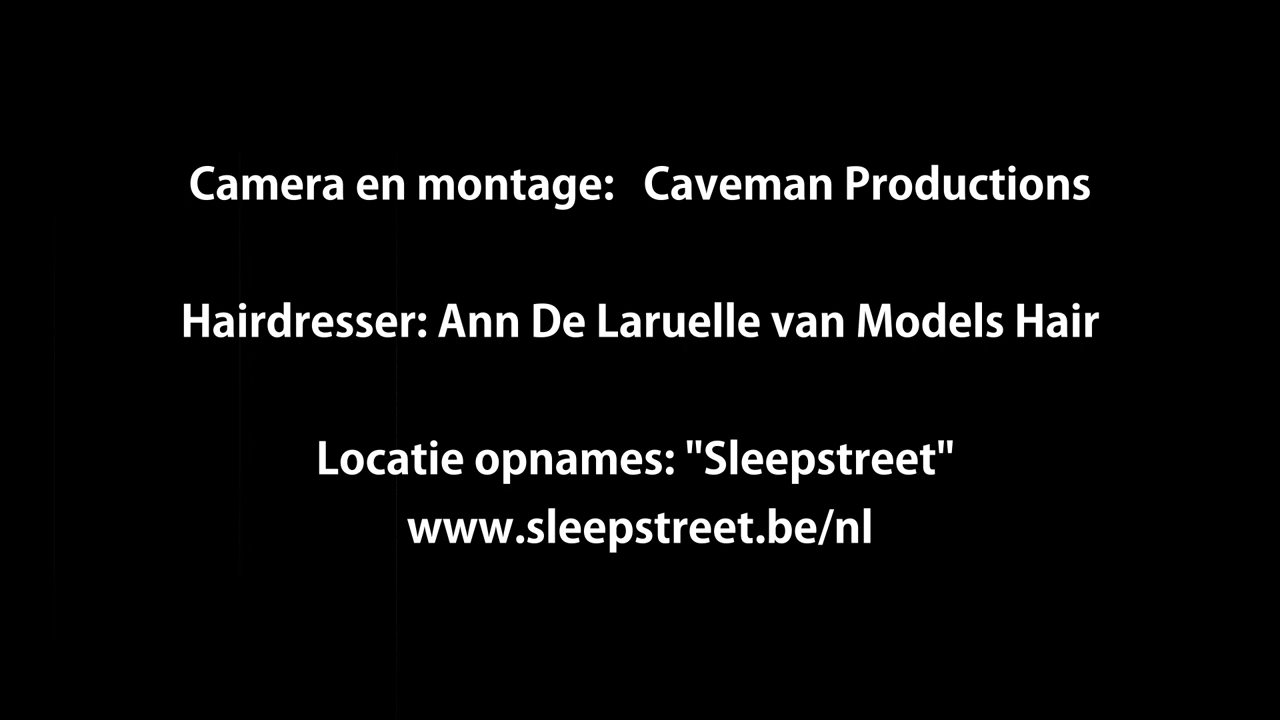 Camera en montage: Caveman Productions
Hairdresser: Ann De Laruelle van Models Hair
Locatie opnames: "Sleepstreet"
www.sleepstreet.be/nl